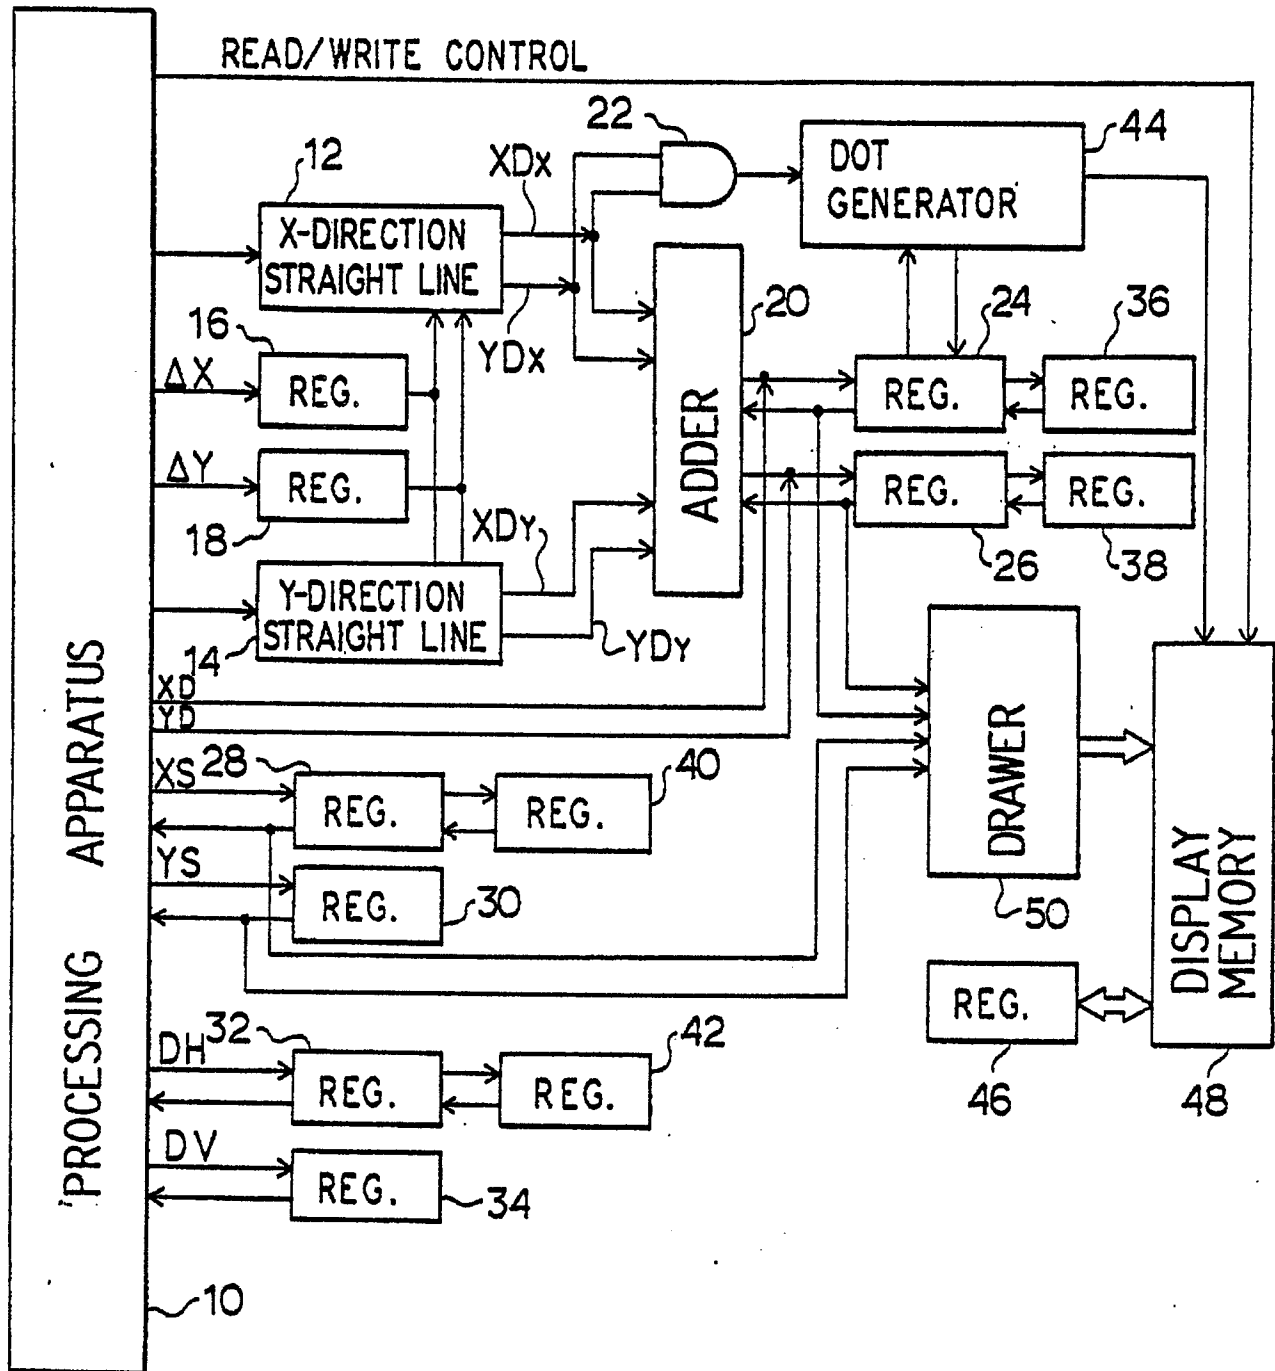 READ/WRITE CONTROL
22
44
DOT
GENERATOR
12
XDX
X-DIRECTION
STRAIGHT LINE
YDX
20
24
36
16
ΔX
REG.
REG.
REG.
ADDER
ΔY
REG.
18
REG.
REG.
26
38
XDY
Y-DIRECTION
STRAIGHT LINE
14
YDY
XD
YD
XS
28
REG.
REG.
40
YS
REG.
30
DRAWER
50
DISPLAY
MEMORY
48
REG.
46
DH
32
REG.
REG.
42
DV
REG.
34
PROCESSING APPARATUS
10